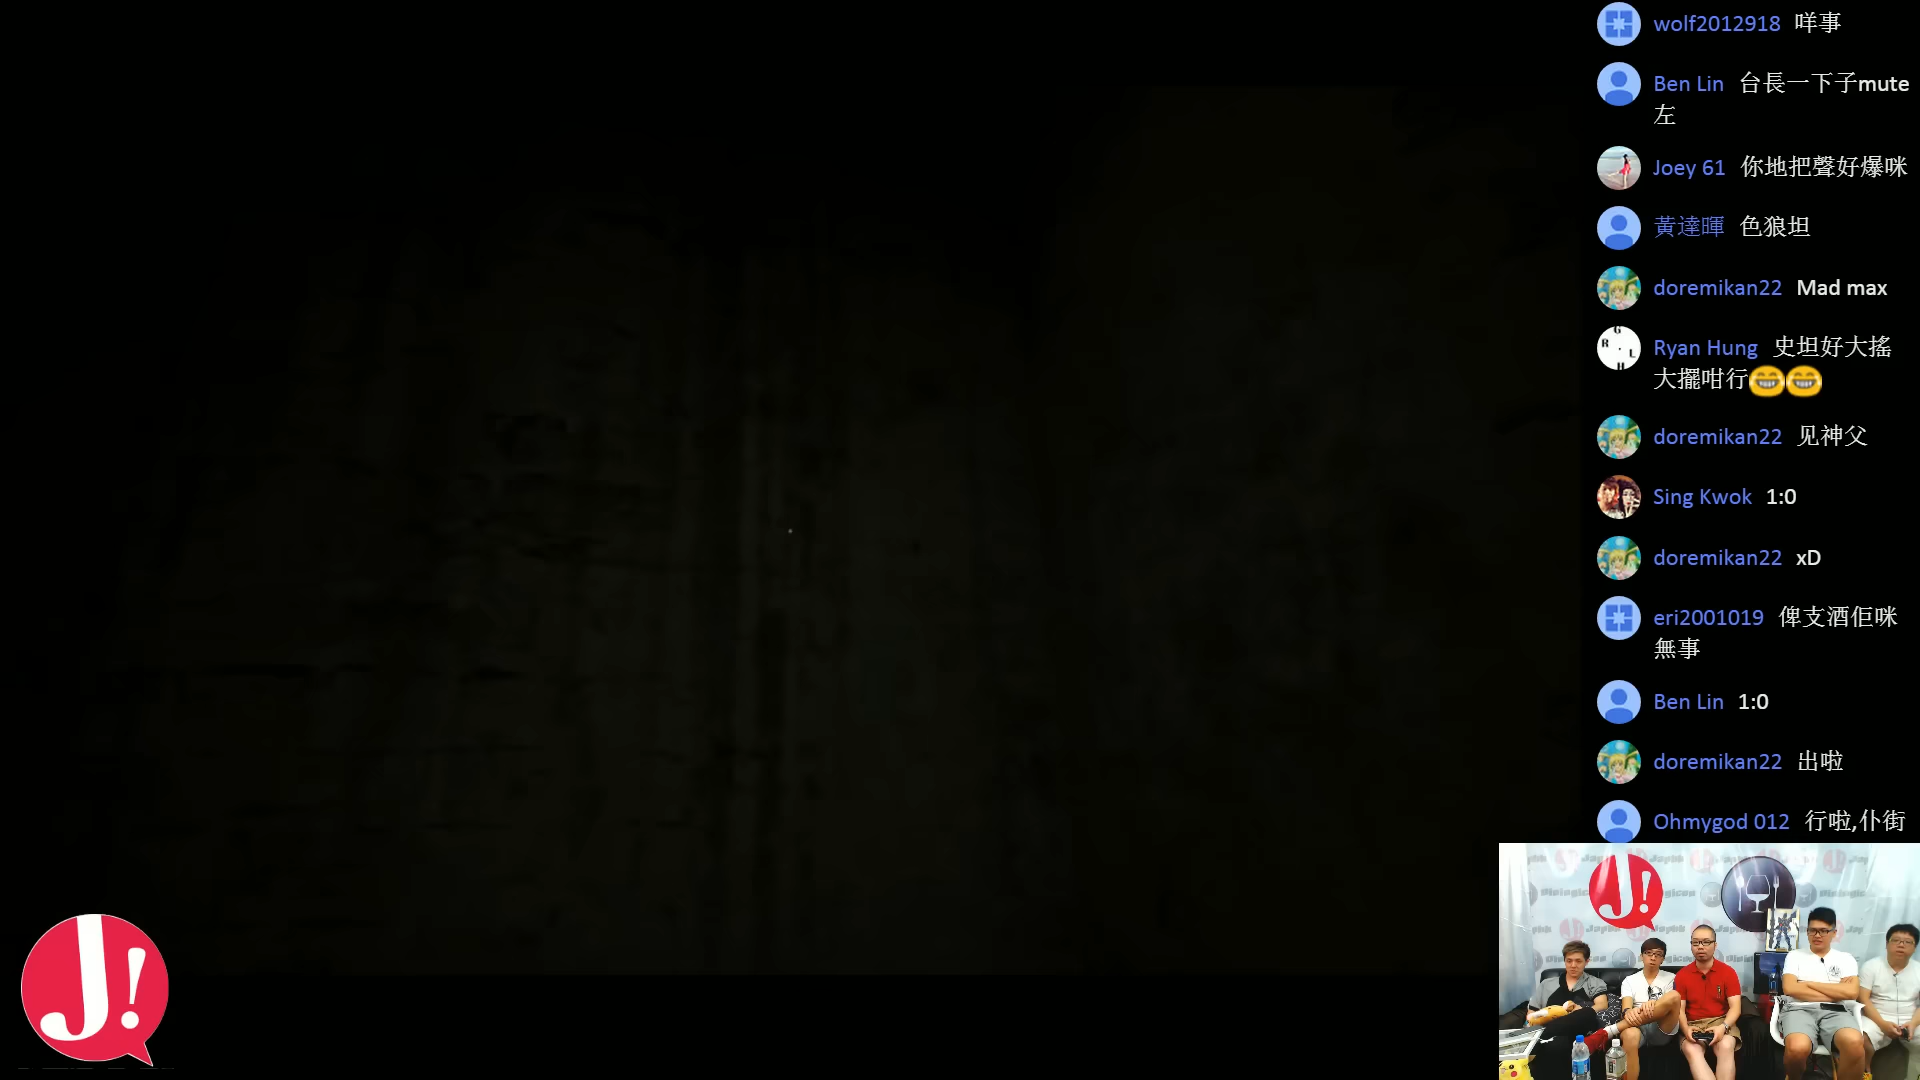 wolf2012918 咩事
Ben Lin 台長一下子mute
左
Joey 61 你地把聲好爆咪
黃達暉 色狼坦
doremikan22 Mad max
Ryan Hung 史坦好大搖
大擺咁行😂😂
doremikan22 见神父
Sing Kwok 1:0
doremikan22 xD
eri2001019 俾支酒佢咪
無事
Ben Lin 1:0
doremikan22 出啦
Ohmygod 012 行啦,仆街
J!
J!